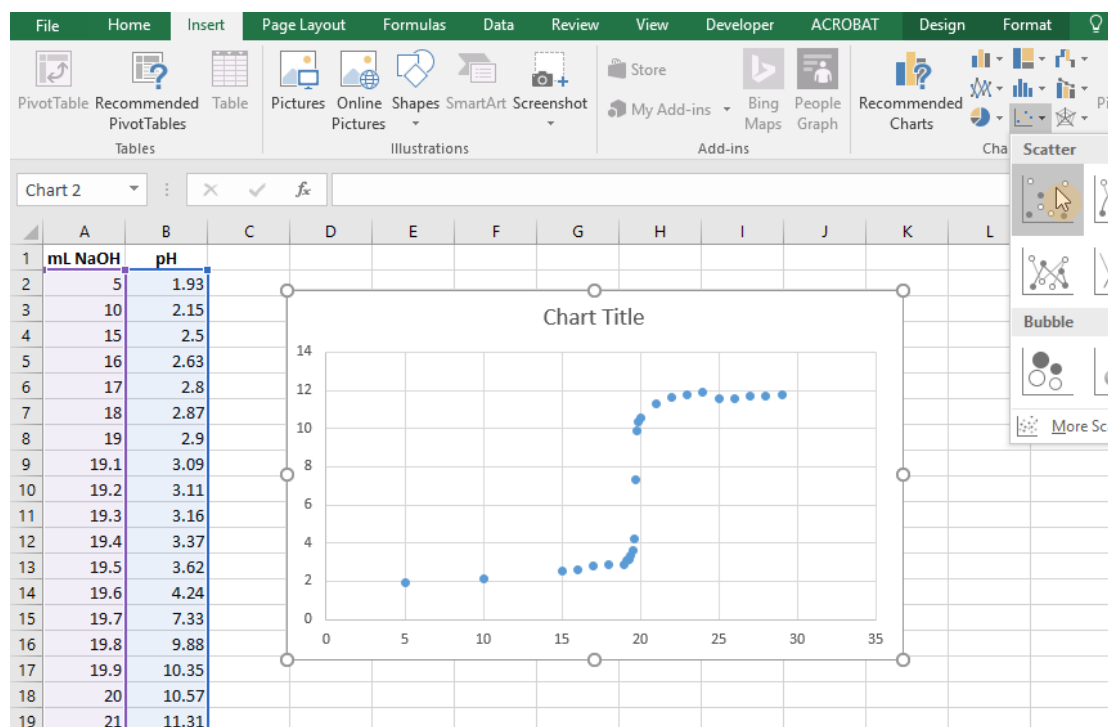 File Home Insert Page Layout Formulas Data Review View Developer ACROBAT Design Format
PivotTable Recommended PivotTables Table
Tables
Pictures Online Pictures Shapes SmartArt Screenshot
Illustrations
Store
My Add-ins
Bing Maps People Graph
Add-ins
Recommended Charts
Cha
Pi
Scatter
Bubble
More Sca
Chart 2 fx
A B C D E F G H I J K L
1 mL NaOH pH
2 5 1.93
3 10 2.15
4 15 2.5
5 16 2.63
6 17 2.8
7 18 2.87
8 19 2.9
9 19.1 3.09
10 19.2 3.11
11 19.3 3.16
12 19.4 3.37
13 19.5 3.62
14 19.6 4.24
15 19.7 7.33
16 19.8 9.88
17 19.9 10.35
18 20 10.57
19 21 11.31
Chart Title
14
12
10
8
6
4
2
0
0 5 10 15 20 25 30 35